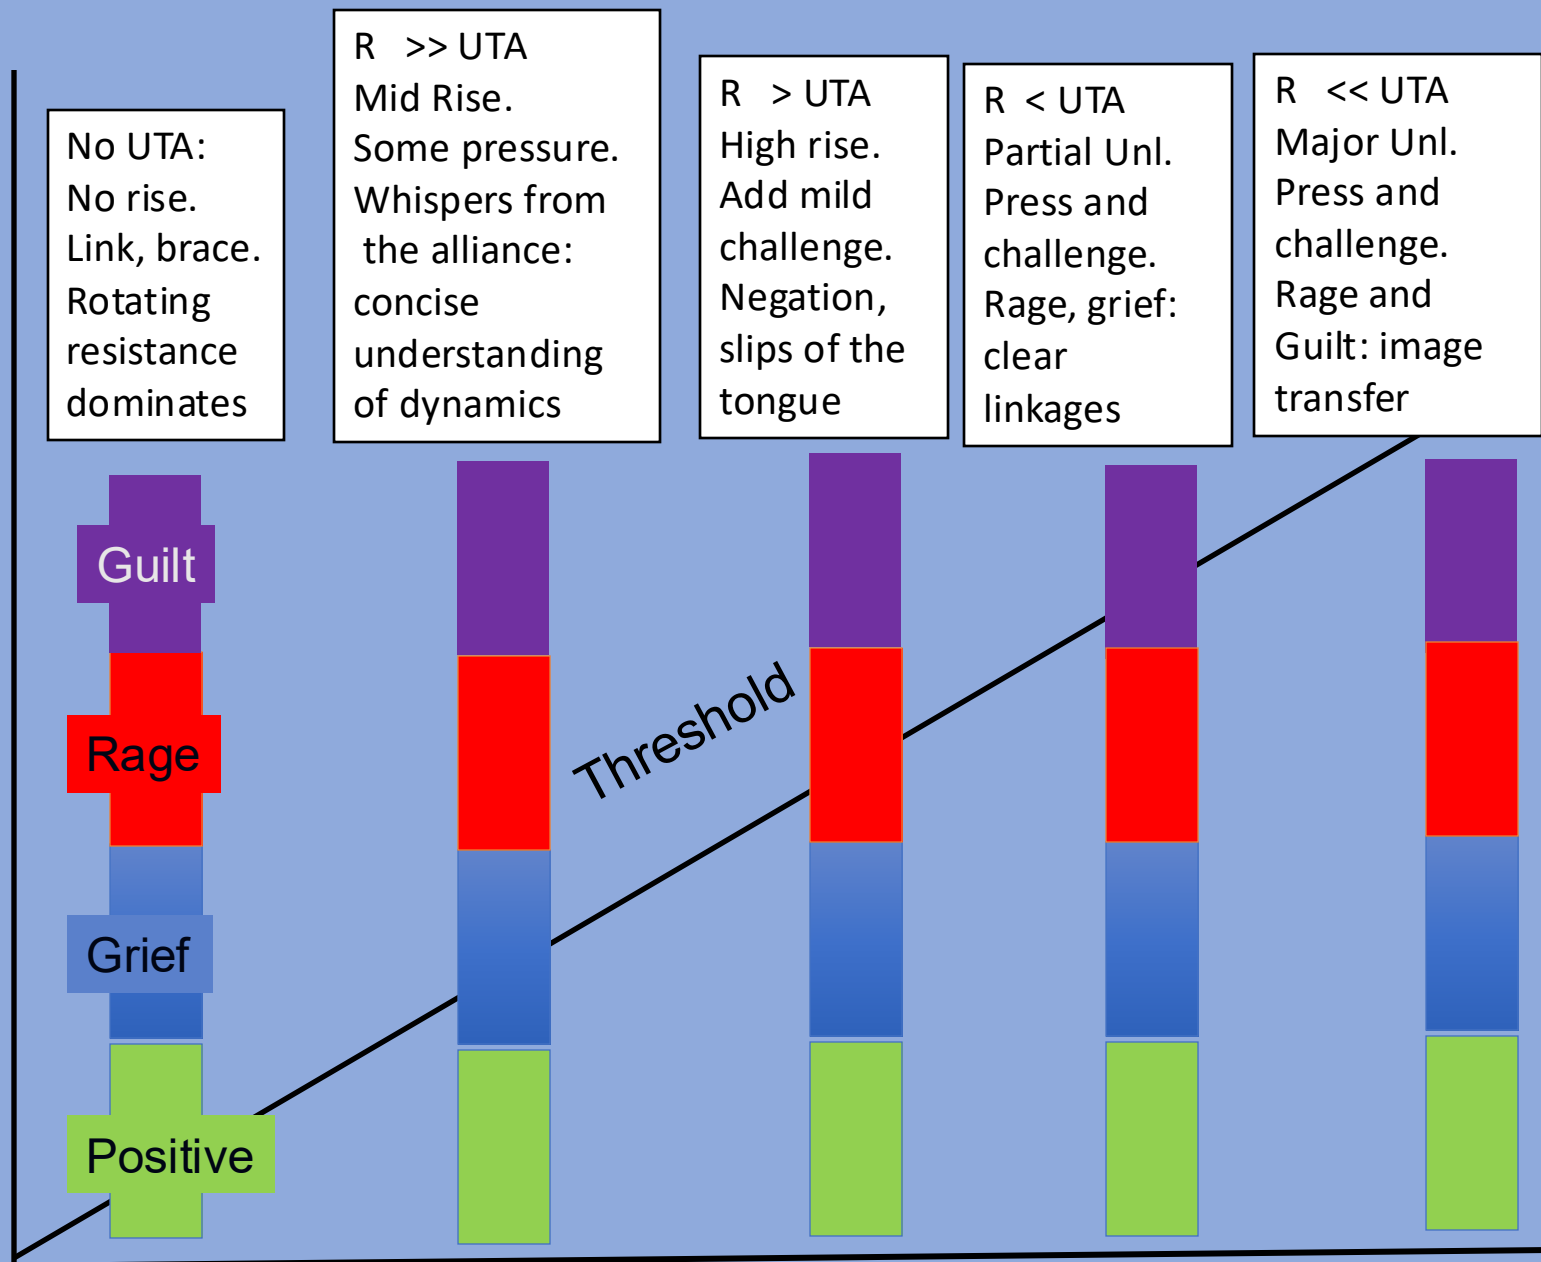 No UTA:
No rise.
Link, brace.
Rotating
resistance
dominates
R >> UTA
Mid Rise.
Some pressure.
Whispers from
the alliance:
concise
understanding
of dynamics
R > UTA
High rise.
Add mild
challenge.
Negation,
slips of the
tongue
R < UTA
Partial Unl.
Press and
challenge.
Rage, grief:
clear
linkages
R << UTA
Major Unl.
Press and
challenge.
Rage and
Guilt: image
transfer
Guilt
Rage
Grief
Positive
Threshold